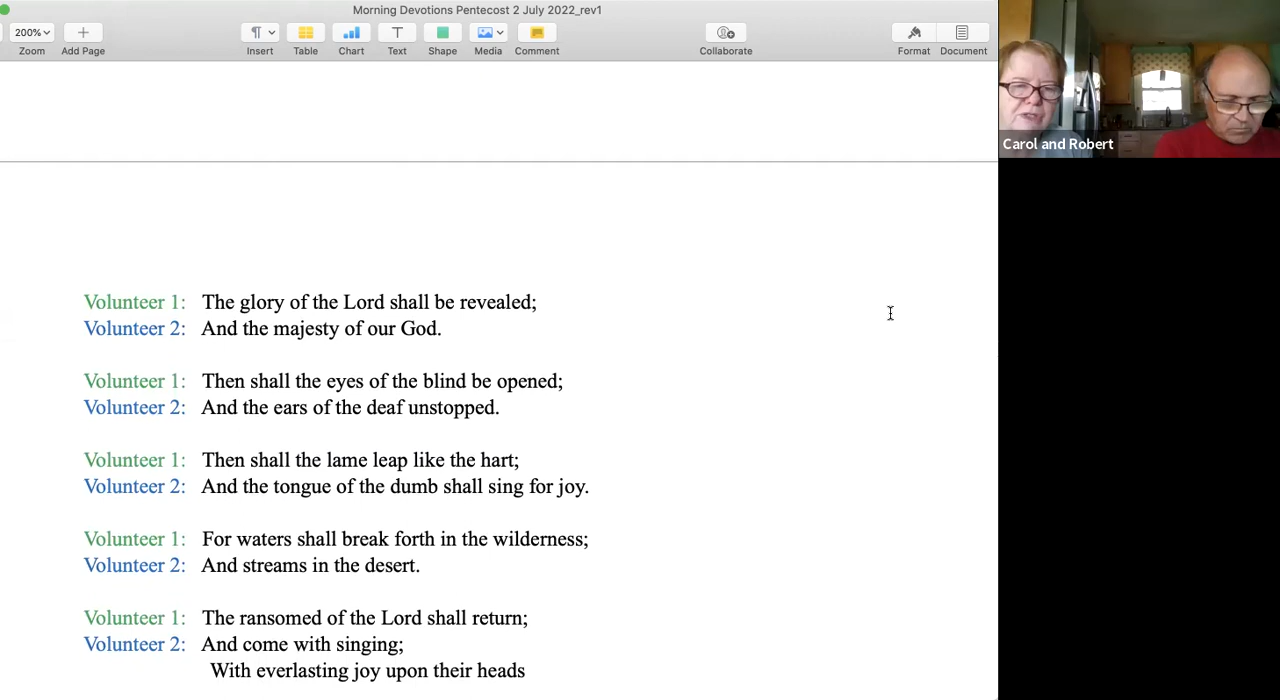 Morning Devotions Pentecost 2 July 2022_rev1
200%
Zoom
Add Page
Insert
Table
Chart
Text
Shape
Media
Comment
Collaborate
Format
Document
Carol and Robert
Volunteer 1: The glory of the Lord shall be revealed;
Volunteer 2: And the majesty of our God.
Volunteer 1: Then shall the eyes of the blind be opened;
Volunteer 2: And the ears of the deaf unstopped.
Volunteer 1: Then shall the lame leap like the hart;
Volunteer 2: And the tongue of the dumb shall sing for joy.
Volunteer 1: For waters shall break forth in the wilderness;
Volunteer 2: And streams in the desert.
Volunteer 1: The ransomed of the Lord shall return;
Volunteer 2: And come with singing;
With everlasting joy upon their heads